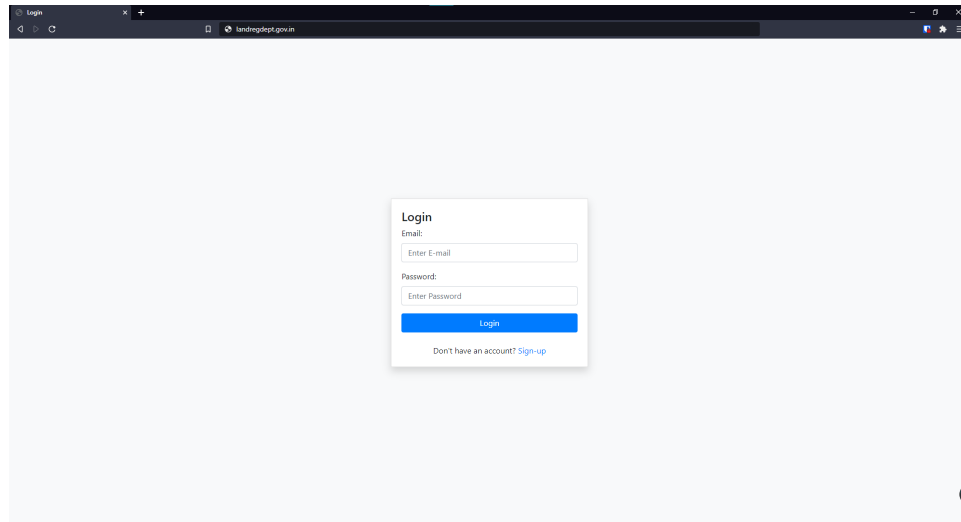 Login
landregdept.gov.in
Login
Email:
Enter E-mail
Password:
Enter Password
Login
Don't have an account? Sign-up